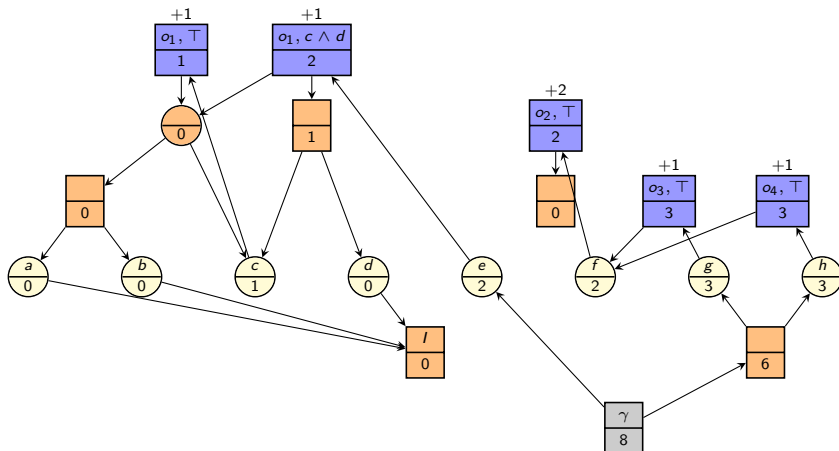 +1 +1
o₁, ⊤ o₁, c ∧ d
1 2
+2
o₂, ⊤
0 2
1
+1 +1
o₃, ⊤ o₄, ⊤
0 0 3 3
a b c d e f g h
0 0 1 0 2 2 3 3
I
0 6
γ
8